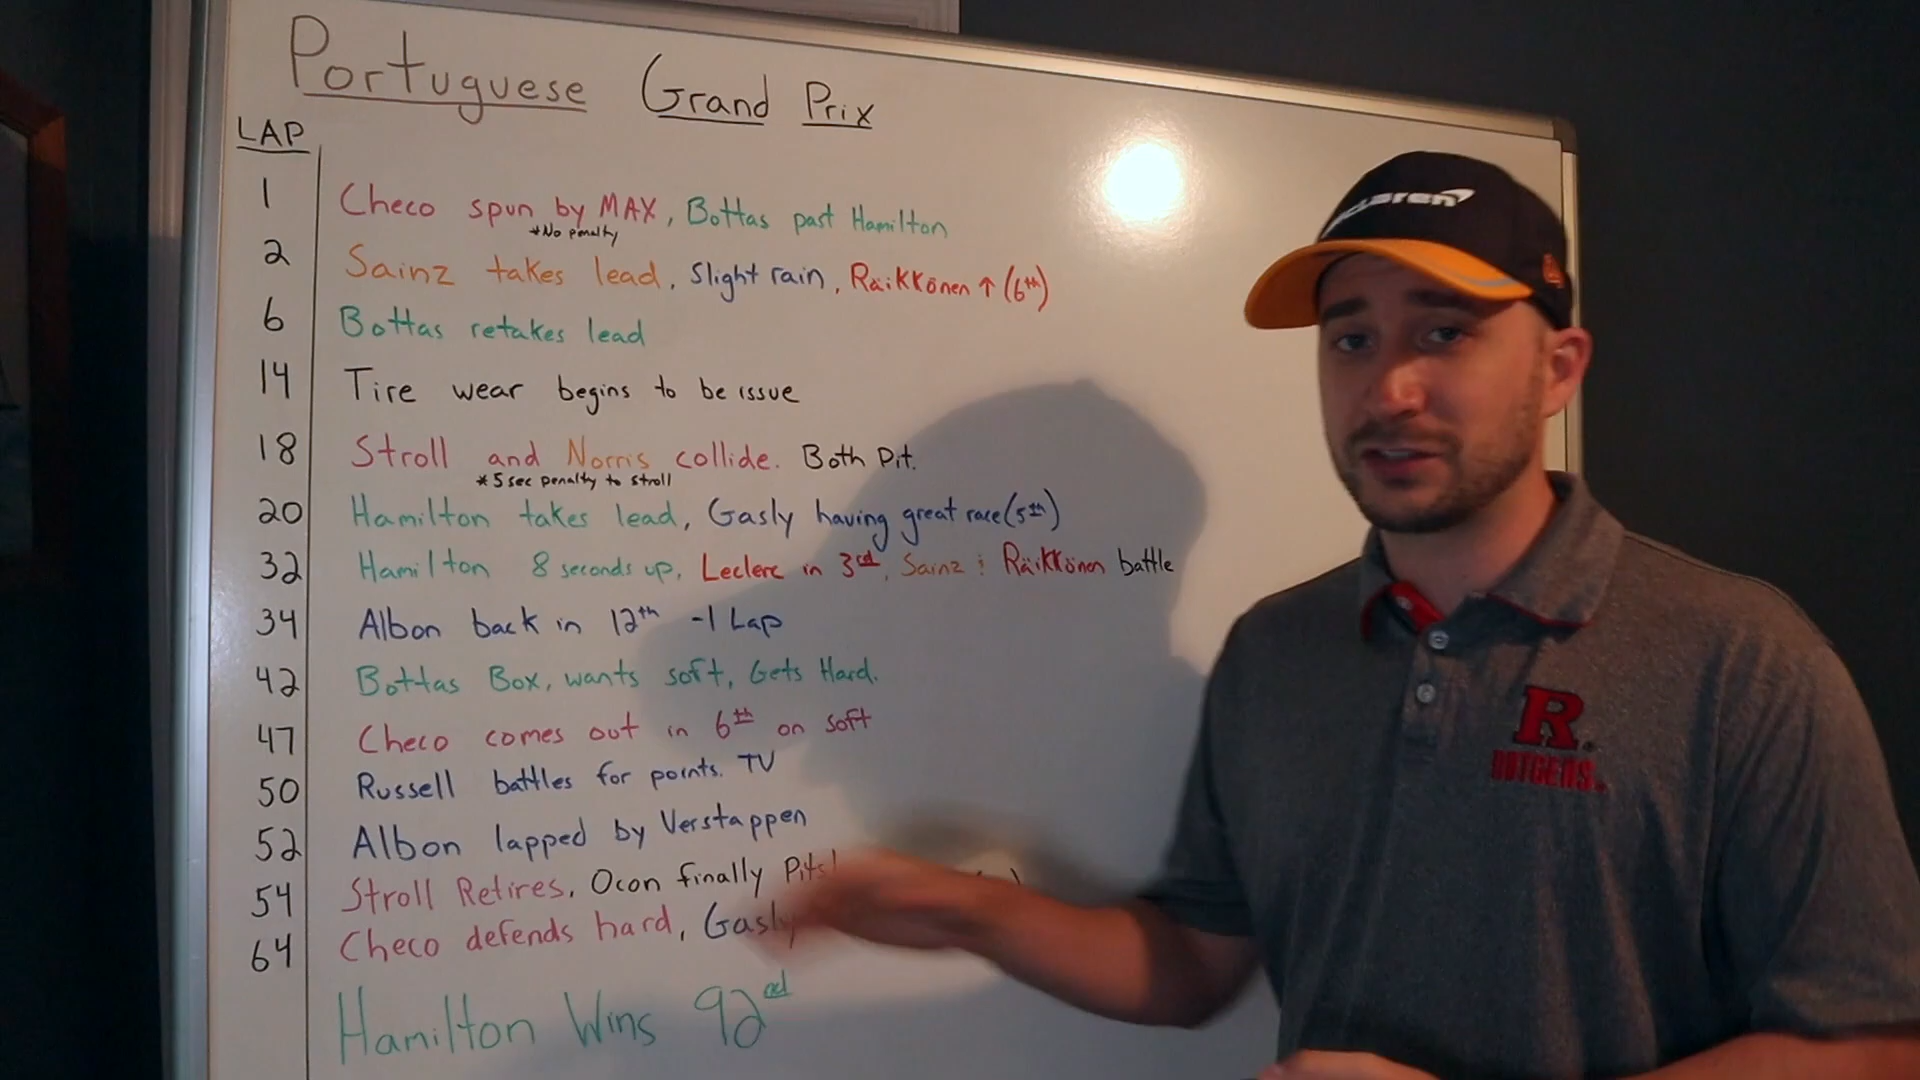 Portuguese Grand Prix
LAP
1 Checo spun by MAX, Bottas past Hamilton
*No penalty
2 Sainz takes lead, Slight rain, Räikkönen ↑ (6th)
6 Bottas retakes lead
14 Tire wear begins to be issue
18 Stroll and Norris collide. Both Pit.
*5 sec penalty to stroll
20 Hamilton takes lead, Gasly having great race (5th)
32 Hamilton 8 seconds up, Leclerc in 3rd, Sainz & Räikkönen battle
34 Albon back in 12th -1 Lap
42 Bottas Box, wants soft, Gets Hard.
47 Checo comes out in 6th on soft
50 Russell battles for points. TV
52 Albon lapped by Verstappen
54 Stroll Retires, Ocon finally Pits!
64 Checo defends hard, Gasly
Hamilton Wins 92nd
McLaren
4
R
RUTGERS